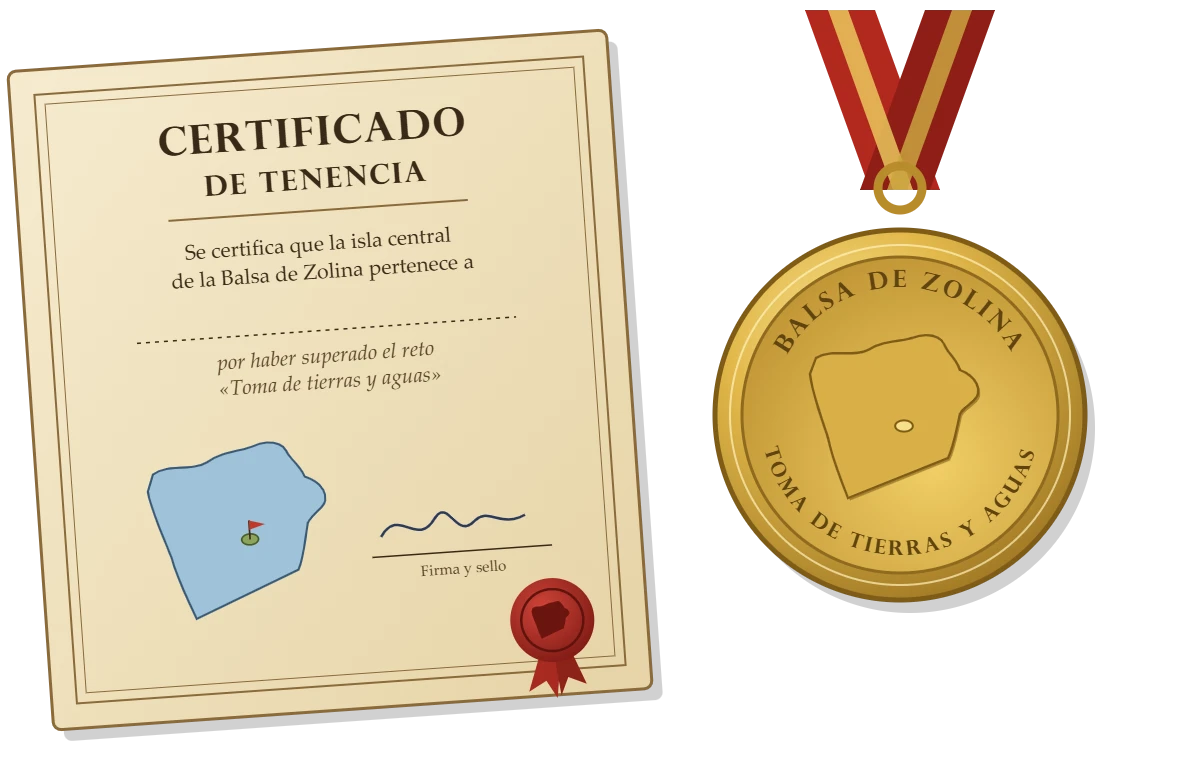 CERTIFICADO
DE TENENCIA
Se certifica que la isla central
de la Balsa de Zolina pertenece a
por haber superado el reto
«Toma de tierras y aguas»
Firma y sello
BALSA DE ZOLINA
TOMA DE TIERRAS Y AGUAS